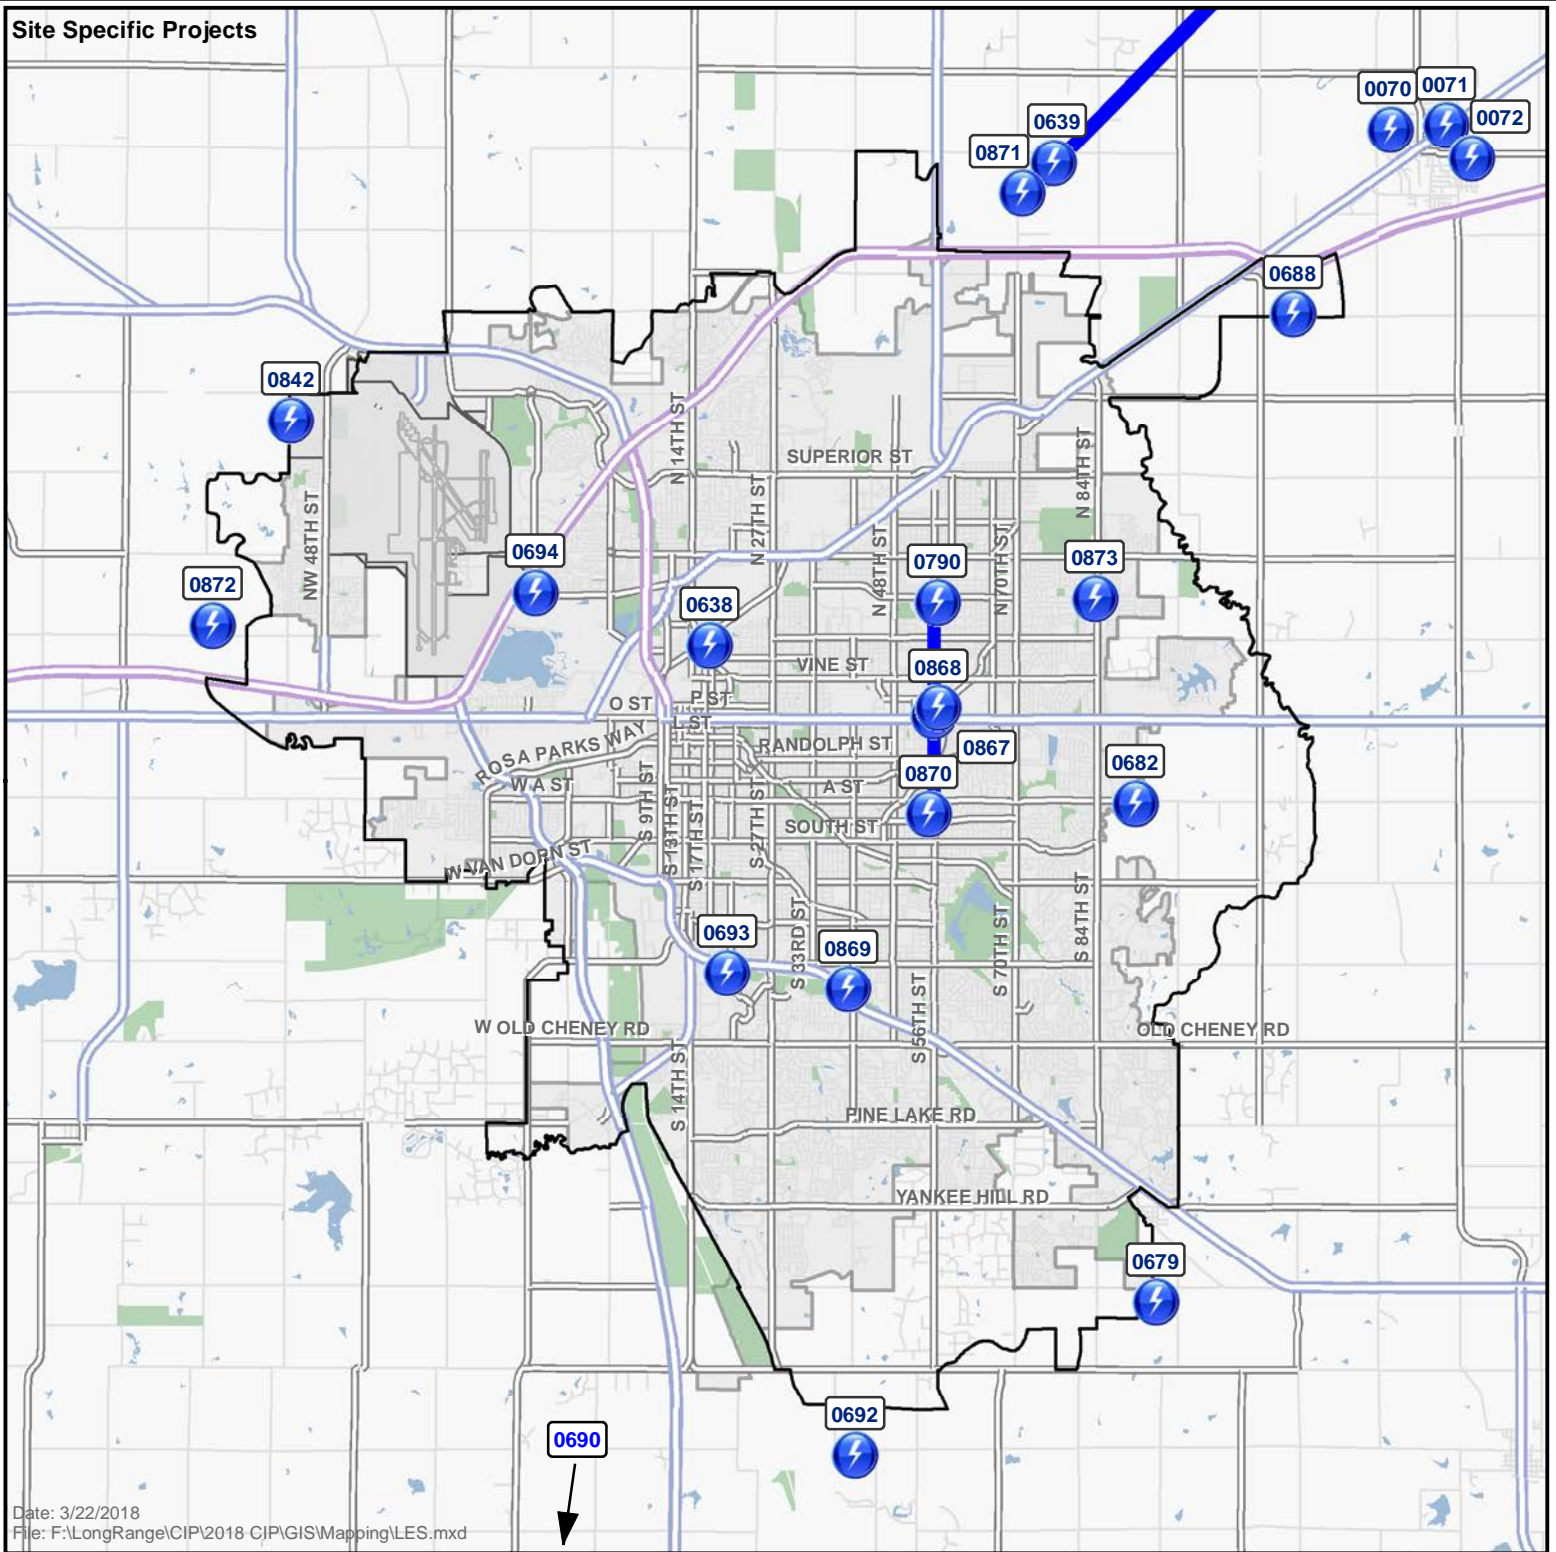 Site Specific Projects
0070
0071
0072
0639
0871
0688
0842
N 14TH ST
SUPERIOR ST
N 84TH ST
NW 48TH ST
N 27TH ST
N 48TH ST
N 70TH ST
0694
0790
0873
0872
0638
VINE ST
0868
O ST
P ST
L ST
ROSA PARKS WAY
RANDOLPH ST
0867
0870
0682
W A ST
A ST
S 9TH ST
S 13TH ST
S 17TH ST
S 27TH ST
SOUTH ST
W VAN DORN ST
S 33RD ST
S 70TH ST
S 84TH ST
0693
0869
S 56TH ST
W OLD CHENEY RD
OLD CHENEY RD
S 14TH ST
PINE LAKE RD
YANKEE HILL RD
0679
0692
0690
Date: 3/22/2018
File: F:\LongRange\CIP\2018 CIP\GIS\Mapping\LES.mxd